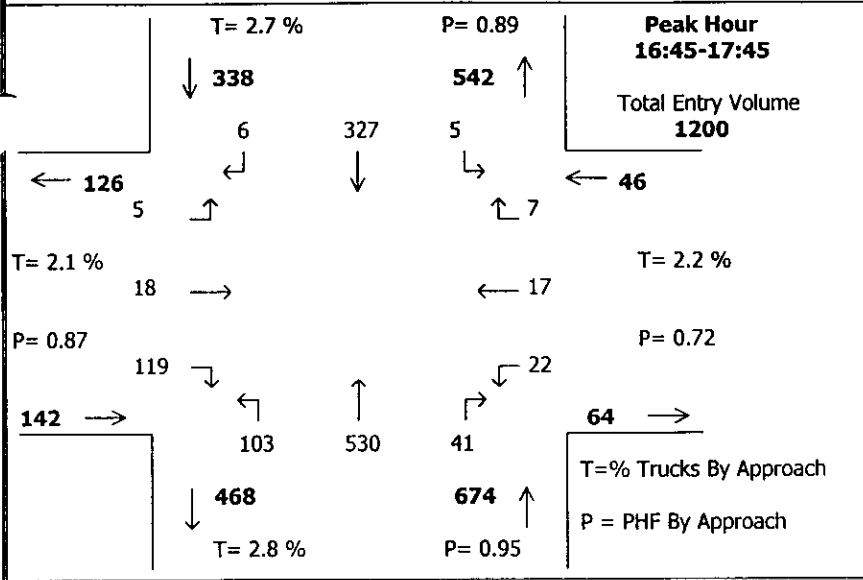 T= 2.7 % P= 0.89 Peak Hour
16:45-17:45
338 542
Total Entry Volume
1200
6 327 5
126 46
5 7
T= 2.1 % T= 2.2 %
18 17
P= 0.87 P= 0.72
119 22
142 64
103 530 41
T=% Trucks By Approach
468 674
P = PHF By Approach
T= 2.8 % P= 0.95